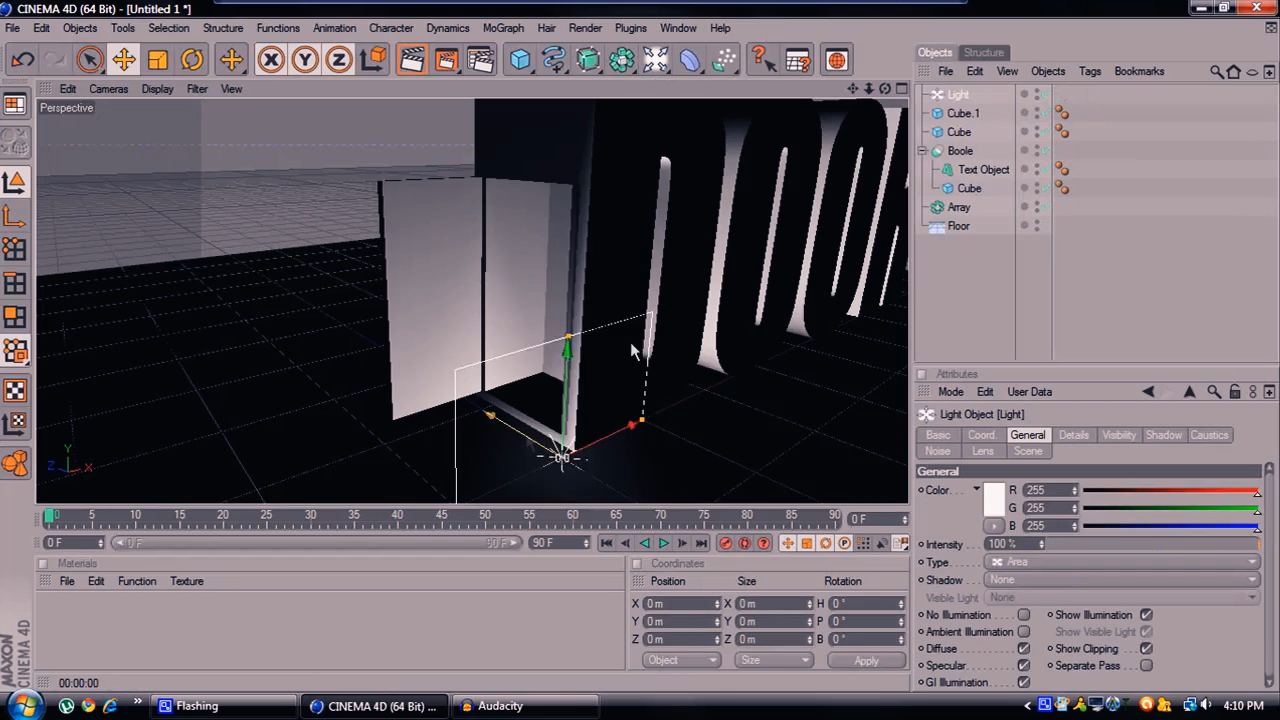 CINEMA 4D (64 Bit) - [Untitled 1 *]
File Edit Objects Tools Selection Structure Functions Animation Character Dynamics MoGraph Hair Render Plugins Window Help
Edit Cameras Display Filter View
Perspective
Y
Z X
0 5 10 15 20 25 30 35 40 45 50 55 60 65 70 75 80 85 90 0 F
0 F 0 F 90 F 90 F
Materials
File Edit Function Texture
Coordinates
Position Size Rotation
X 0 m X 0 m H 0 °
Y 0 m Y 0 m P 0 °
Z 0 m Z 0 m B 0 °
Object Size Apply
00:00:00
MAXON CINEMA 4D
Objects Structure
File Edit View Objects Tags Bookmarks
Light
Cube.1
Cube
Boole
Text Object
Cube
Array
Floor
Attributes
Mode Edit User Data
Light Object [Light]
Basic Coord. General Details Visibility Shadow Caustics
Noise Lens Scene
General
Color R 255
G 255
B 255
Intensity 100 %
Type Area
Shadow None
Visible Light None
No Illumination Show Illumination
Ambient Illumination Show Visible Light
Diffuse Show Clipping
Specular Separate Pass
GI Illumination
Flashing CINEMA 4D (64 Bit) ... Audacity 4:10 PM